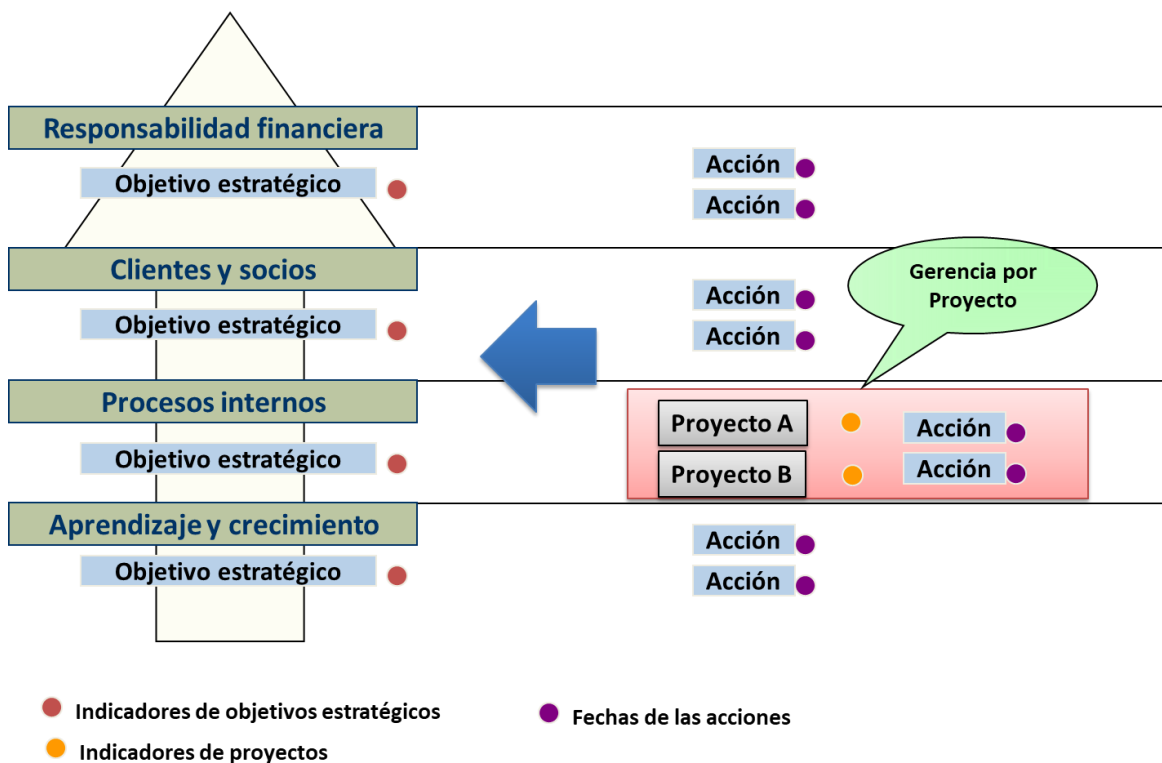 Responsabilidad financiera
Objetivo estratégico
Acción
Acción
Clientes y socios
Objetivo estratégico
Acción
Acción
Gerencia por
Proyecto
Procesos internos
Objetivo estratégico
Proyecto A
Acción
Proyecto B
Acción
Aprendizaje y crecimiento
Objetivo estratégico
Acción
Acción
Indicadores de objetivos estratégicos
Fechas de las acciones
Indicadores de proyectos